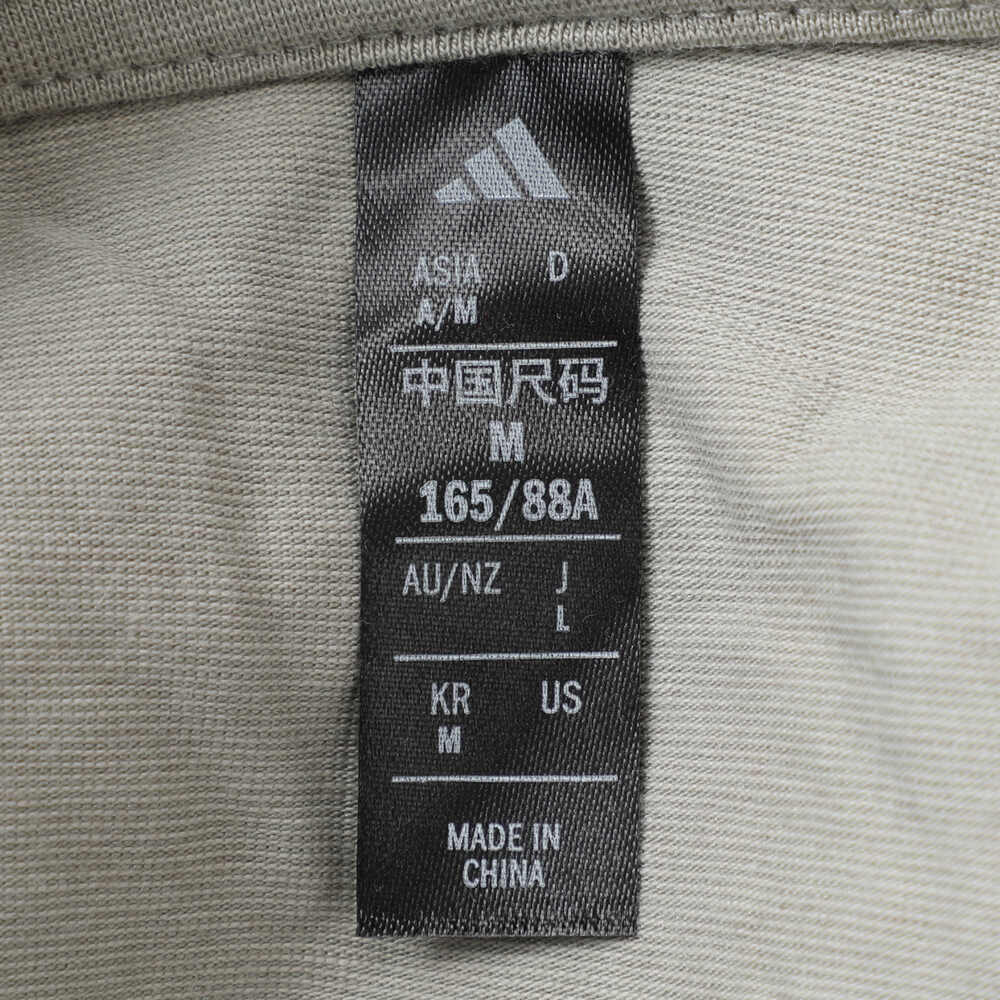 ASIA D
A/M
中国尺码
M
165/88A
AU/NZ J
L
KR US
M
MADE IN
CHINA